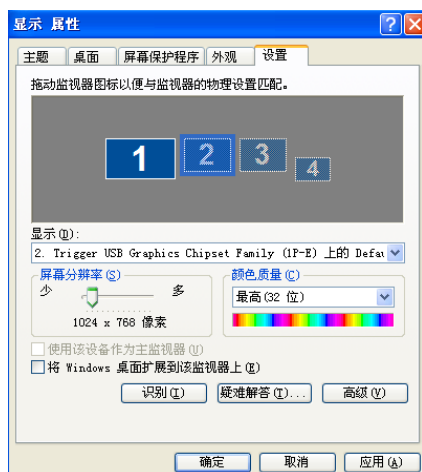 显示 属性
主题 桌面 屏幕保护程序 外观 设置
拖动监视器图标以便与监视器的物理设置匹配。
1 2 3 4
显示(D):
2. Trigger USB Graphics Chipset Family (1P-E) 上的 Defau
屏幕分辨率(S) 颜色质量(C)
少 多 最高(32 位)
1024 x 768 像素
使用该设备作为主监视器(U)
将 Windows 桌面扩展到该监视器上(E)
识别(I) 疑难解答(T)... 高级(V)
确定 取消 应用(A)